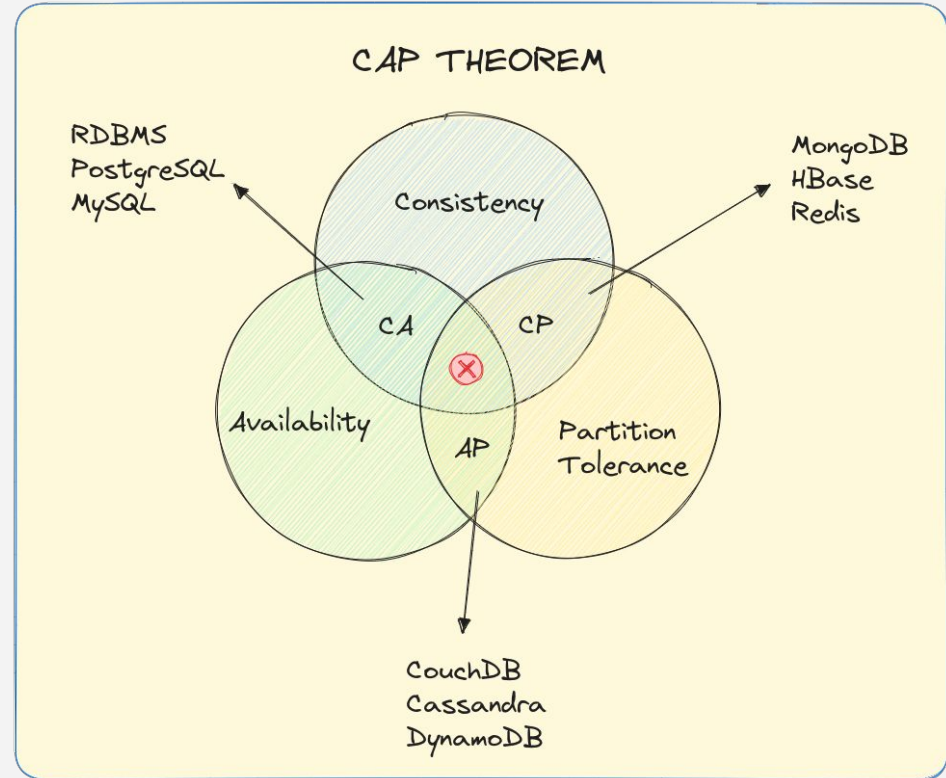 CAP THEOREM
RDBMS
PostgreSQL
MySQL
MongoDB
HBase
Redis
Consistency
CA
CP
Availability
AP
Partition
Tolerance
CouchDB
Cassandra
DynamoDB